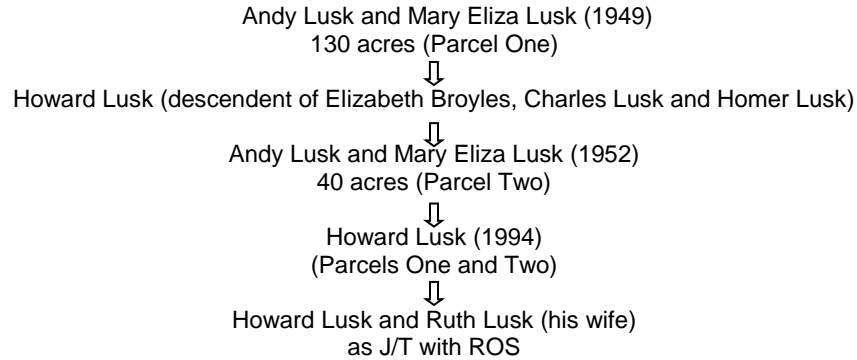 Andy Lusk and Mary Eliza Lusk (1949)
130 acres (Parcel One)
Howard Lusk (descendent of Elizabeth Broyles, Charles Lusk and Homer Lusk)
Andy Lusk and Mary Eliza Lusk (1952)
40 acres (Parcel Two)
Howard Lusk (1994)
(Parcels One and Two)
Howard Lusk and Ruth Lusk (his wife)
as J/T with ROS